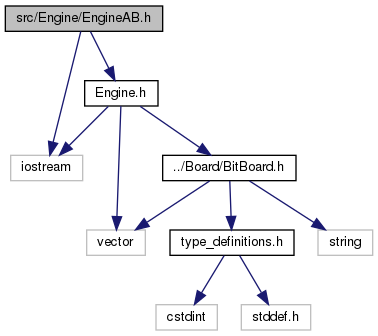 src/Engine/EngineAB.h
Engine.h
iostream
../Board/BitBoard.h
vector
type_definitions.h
string
cstdint
stddef.h